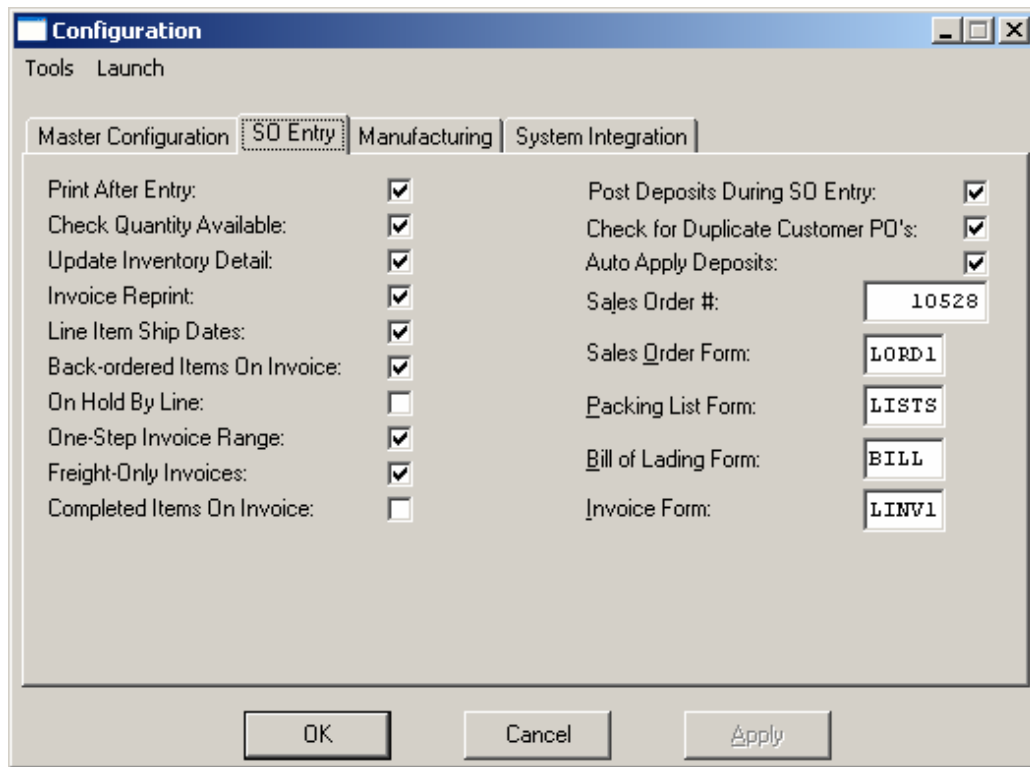 Configuration
Tools Launch
Master Configuration SO Entry Manufacturing System Integration
Print After Entry:
Check Quantity Available:
Update Inventory Detail:
Invoice Reprint:
Line Item Ship Dates:
Back-ordered Items On Invoice:
On Hold By Line:
One-Step Invoice Range:
Freight-Only Invoices:
Completed Items On Invoice:
Post Deposits During SO Entry:
Check for Duplicate Customer PO's:
Auto Apply Deposits:
Sales Order #: 10528
Sales Order Form: LORD1
Packing List Form: LISTS
Bill of Lading Form: BILL
Invoice Form: LINV1
OK Cancel Apply